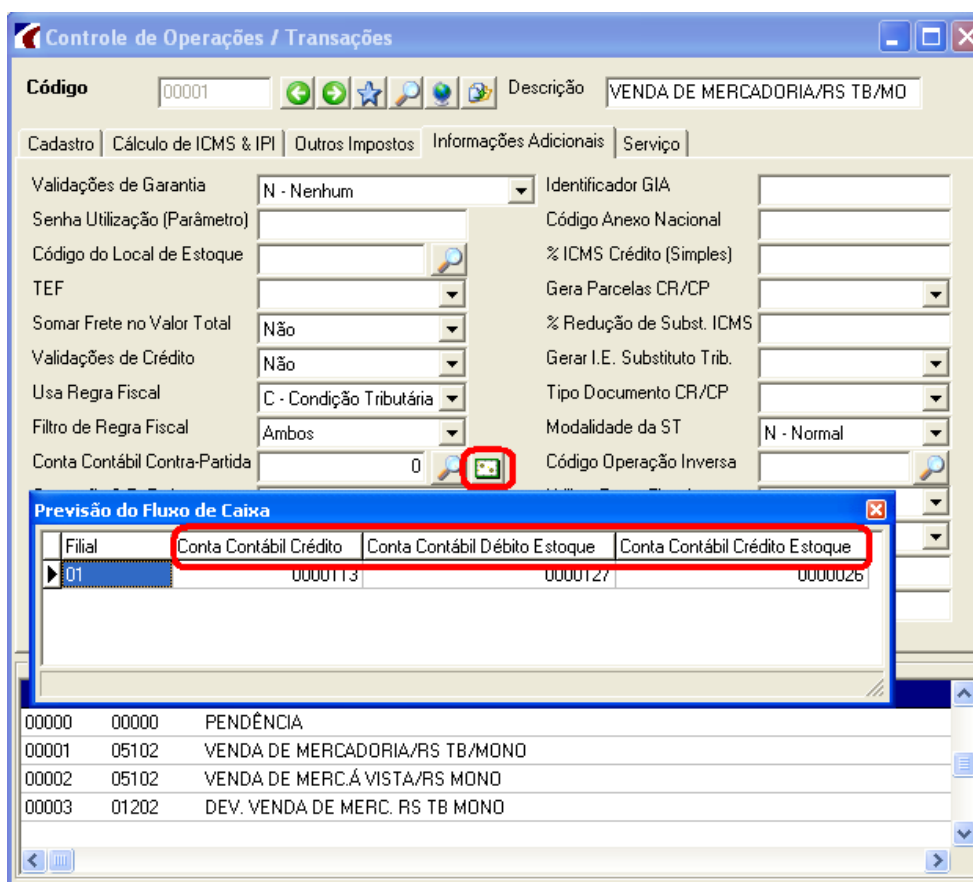 Controle de Operações / Transações
Código 00001 Descrição VENDA DE MERCADORIA/RS TB/MO
Cadastro Cálculo de ICMS & IPI Outros Impostos Informações Adicionais Serviço
Validações de Garantia N - Nenhum Identificador GIA
Senha Utilização (Parâmetro) Código Anexo Nacional
Código do Local de Estoque % ICMS Crédito (Simples)
TEF Gera Parcelas CR/CP
Somar Frete no Valor Total Não % Redução de Subst. ICMS
Validações de Crédito Não Gerar I.E. Substituto Trib.
Usa Regra Fiscal C - Condição Tributária Tipo Documento CR/CP
Filtro de Regra Fiscal Ambos Modalidade da ST N - Normal
Conta Contábil Contra-Partida 0 Código Operação Inversa
Previsão do Fluxo de Caixa
Filial Conta Contábil Crédito Conta Contábil Débito Estoque Conta Contábil Crédito Estoque
01 0000113 0000127 0000026
00000 00000 PENDÊNCIA
00001 05102 VENDA DE MERCADORIA/RS TB/MONO
00002 05102 VENDA DE MERC.Á VISTA/RS MONO
00003 01202 DEV. VENDA DE MERC. RS TB MONO